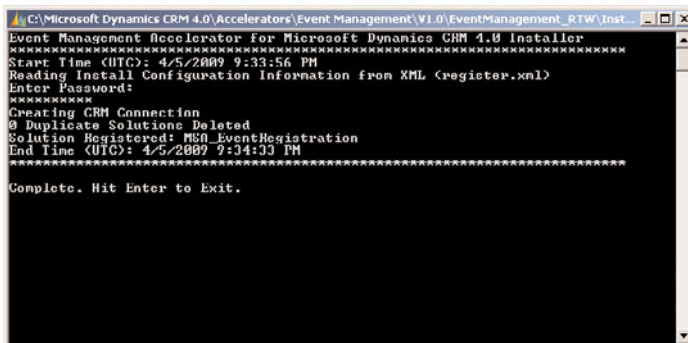 C:\Microsoft Dynamics CRM 4.0\Accelerators\Event Management\V1.0\EventManagement_RTW\Inst...
Event Management Accelerator for Microsoft Dynamics CRM 4.0 Installer
******************************************************************************
Start Time (UTC): 4/5/2009 9:33:56 PM
Reading Install Configuration Information from XML (register.xml)
Enter Password:
**********
Creating CRM Connection
0 Duplicate Solutions Deleted
Solution Registered: MSA_EventRegistration
End Time (UTC): 4/5/2009 9:34:33 PM
******************************************************************************
Complete. Hit Enter to Exit.